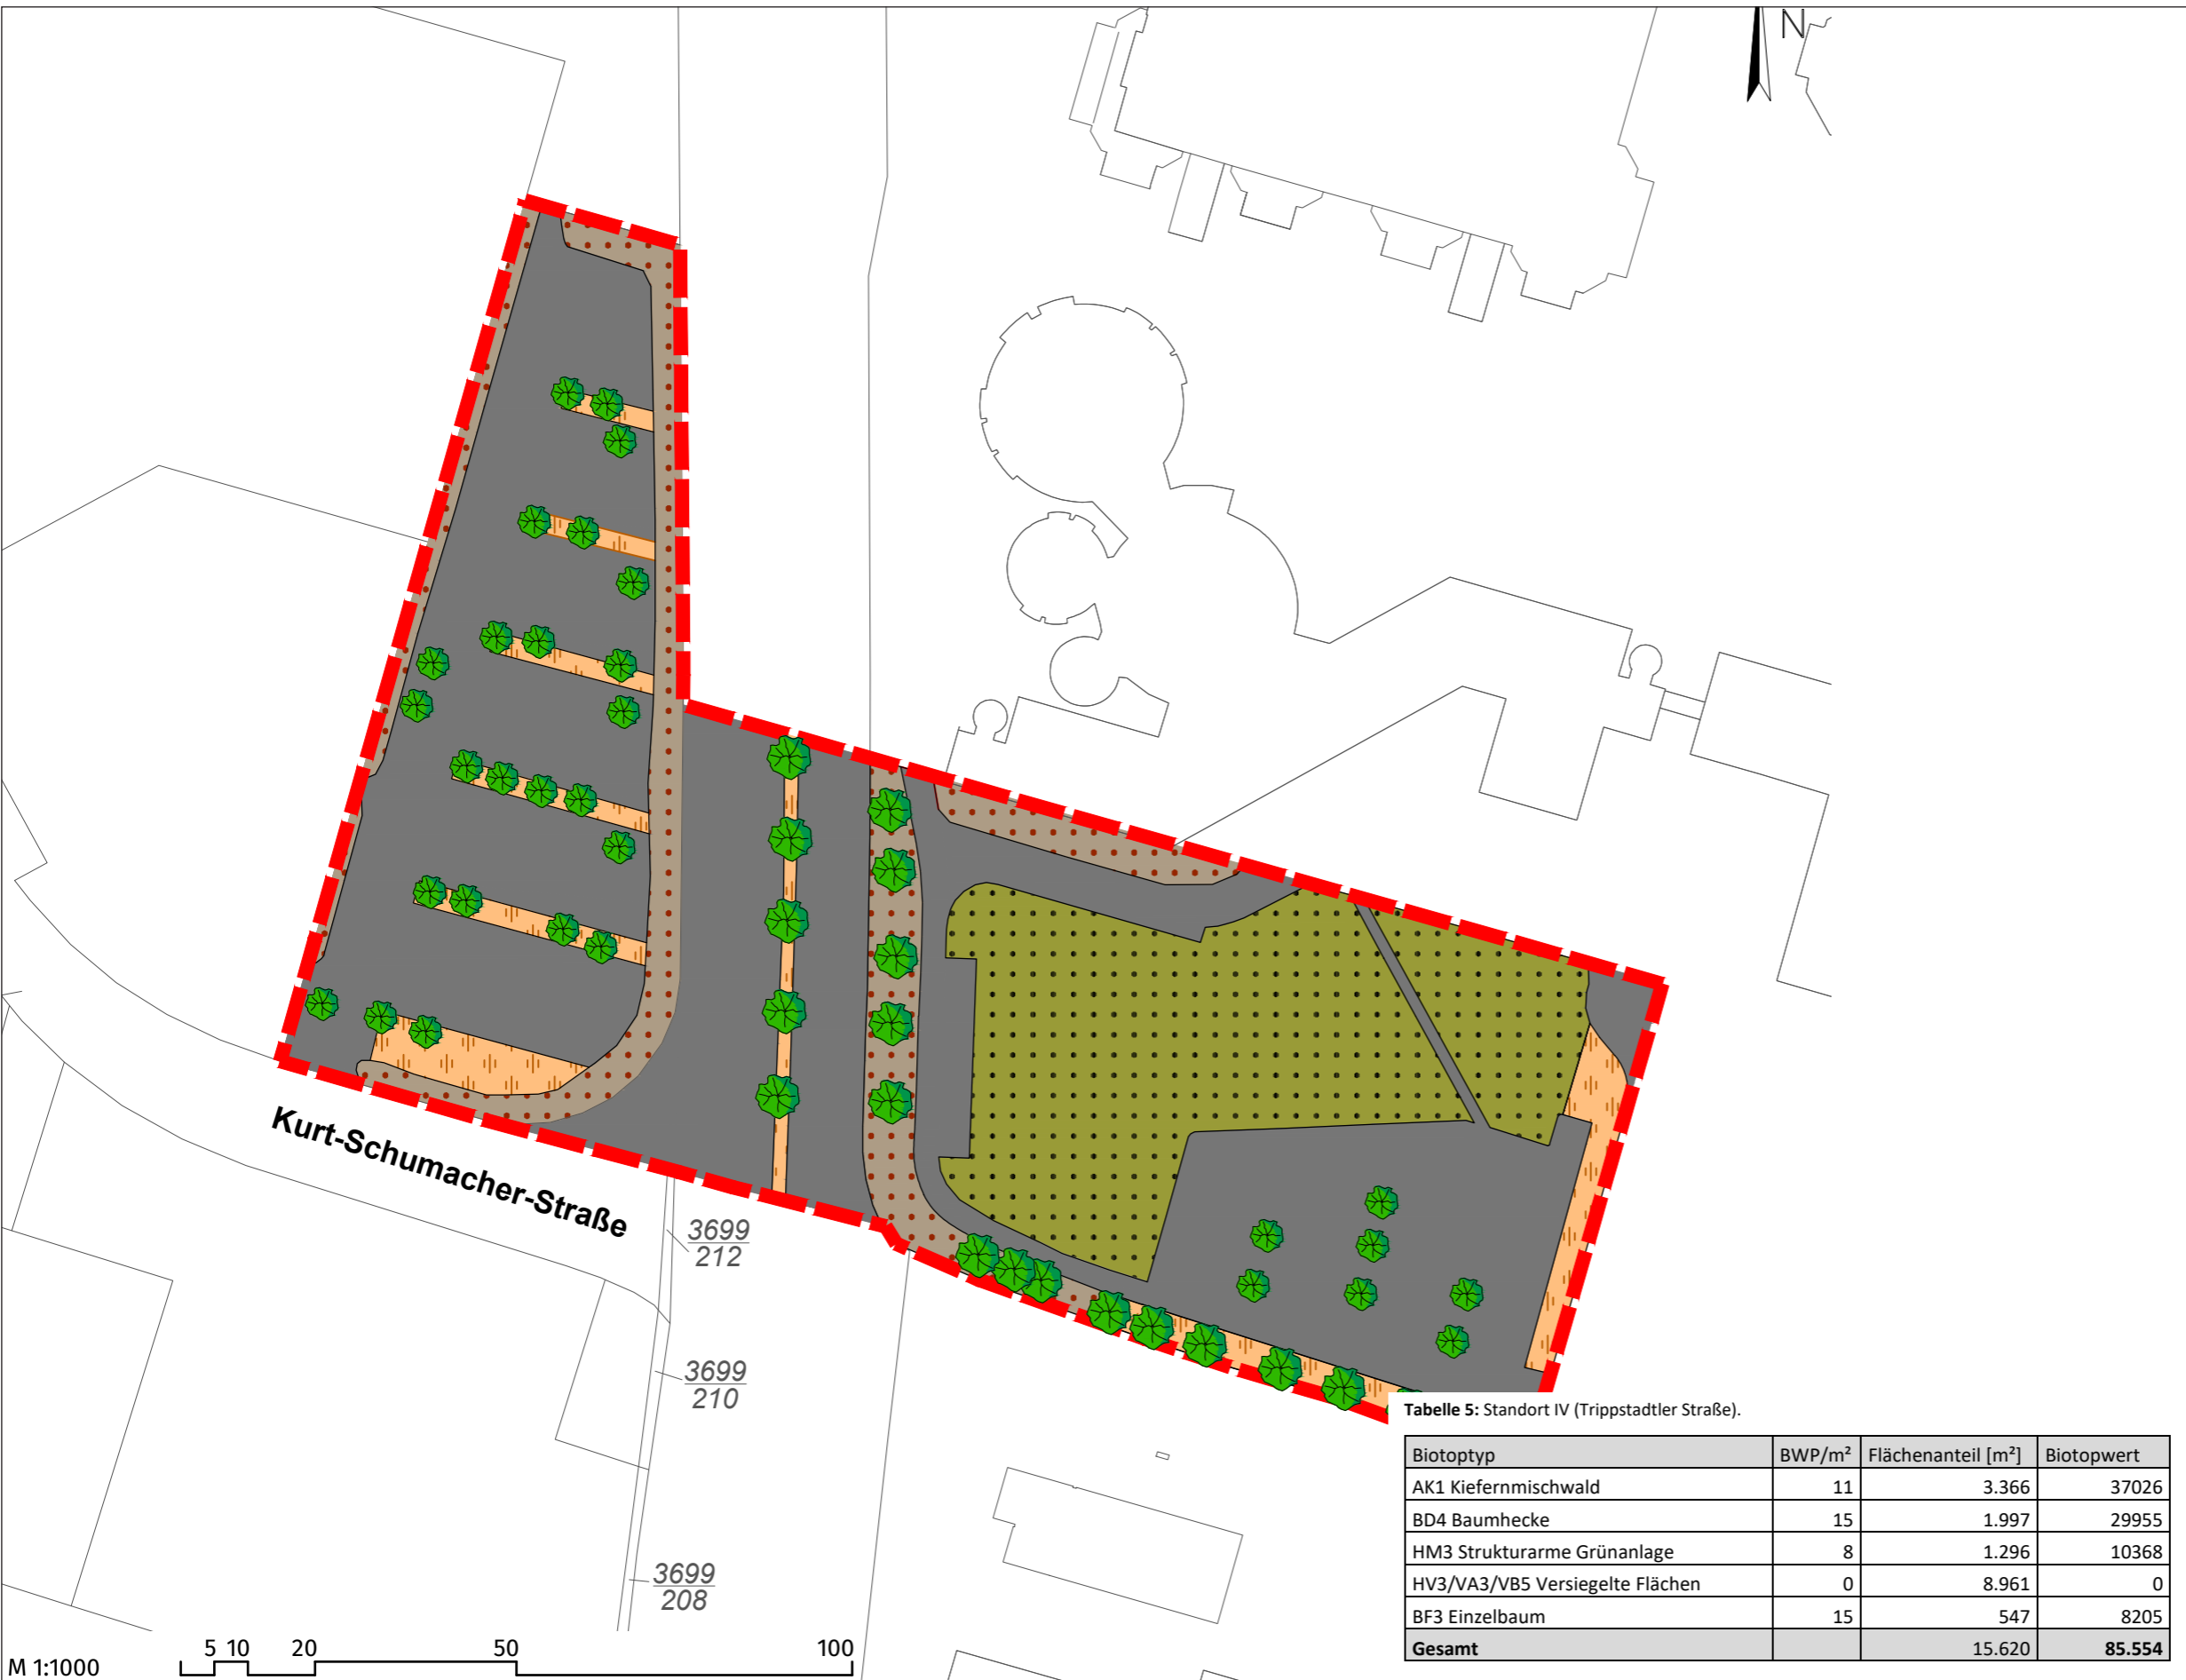 N
Kurt-Schumacher-Straße
3699
212
3699
210
3699
208
Tabelle 5: Standort IV (Trippstadtler Straße).
Biotoptyp BWP/m² Flächenanteil [m²] Biotopwert
AK1 Kiefernmischwald 11 3.366 37026
BD4 Baumhecke 15 1.997 29955
HM3 Strukturarme Grünanlage 8 1.296 10368
HV3/VA3/VB5 Versiegelte Flächen 0 8.961 0
BF3 Einzelbaum 15 547 8205
Gesamt 15.620 85.554
5 10 20 50 100
M 1:1000